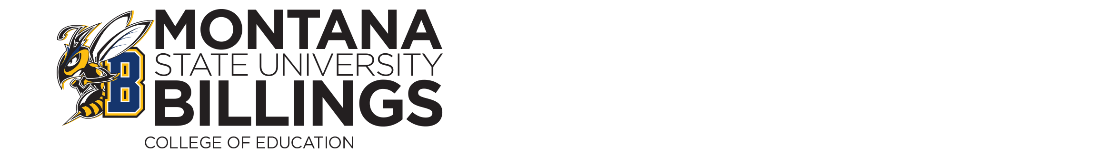 MONTANA
STATE UNIVERSITY
B BILLINGS
COLLEGE OF EDUCATION